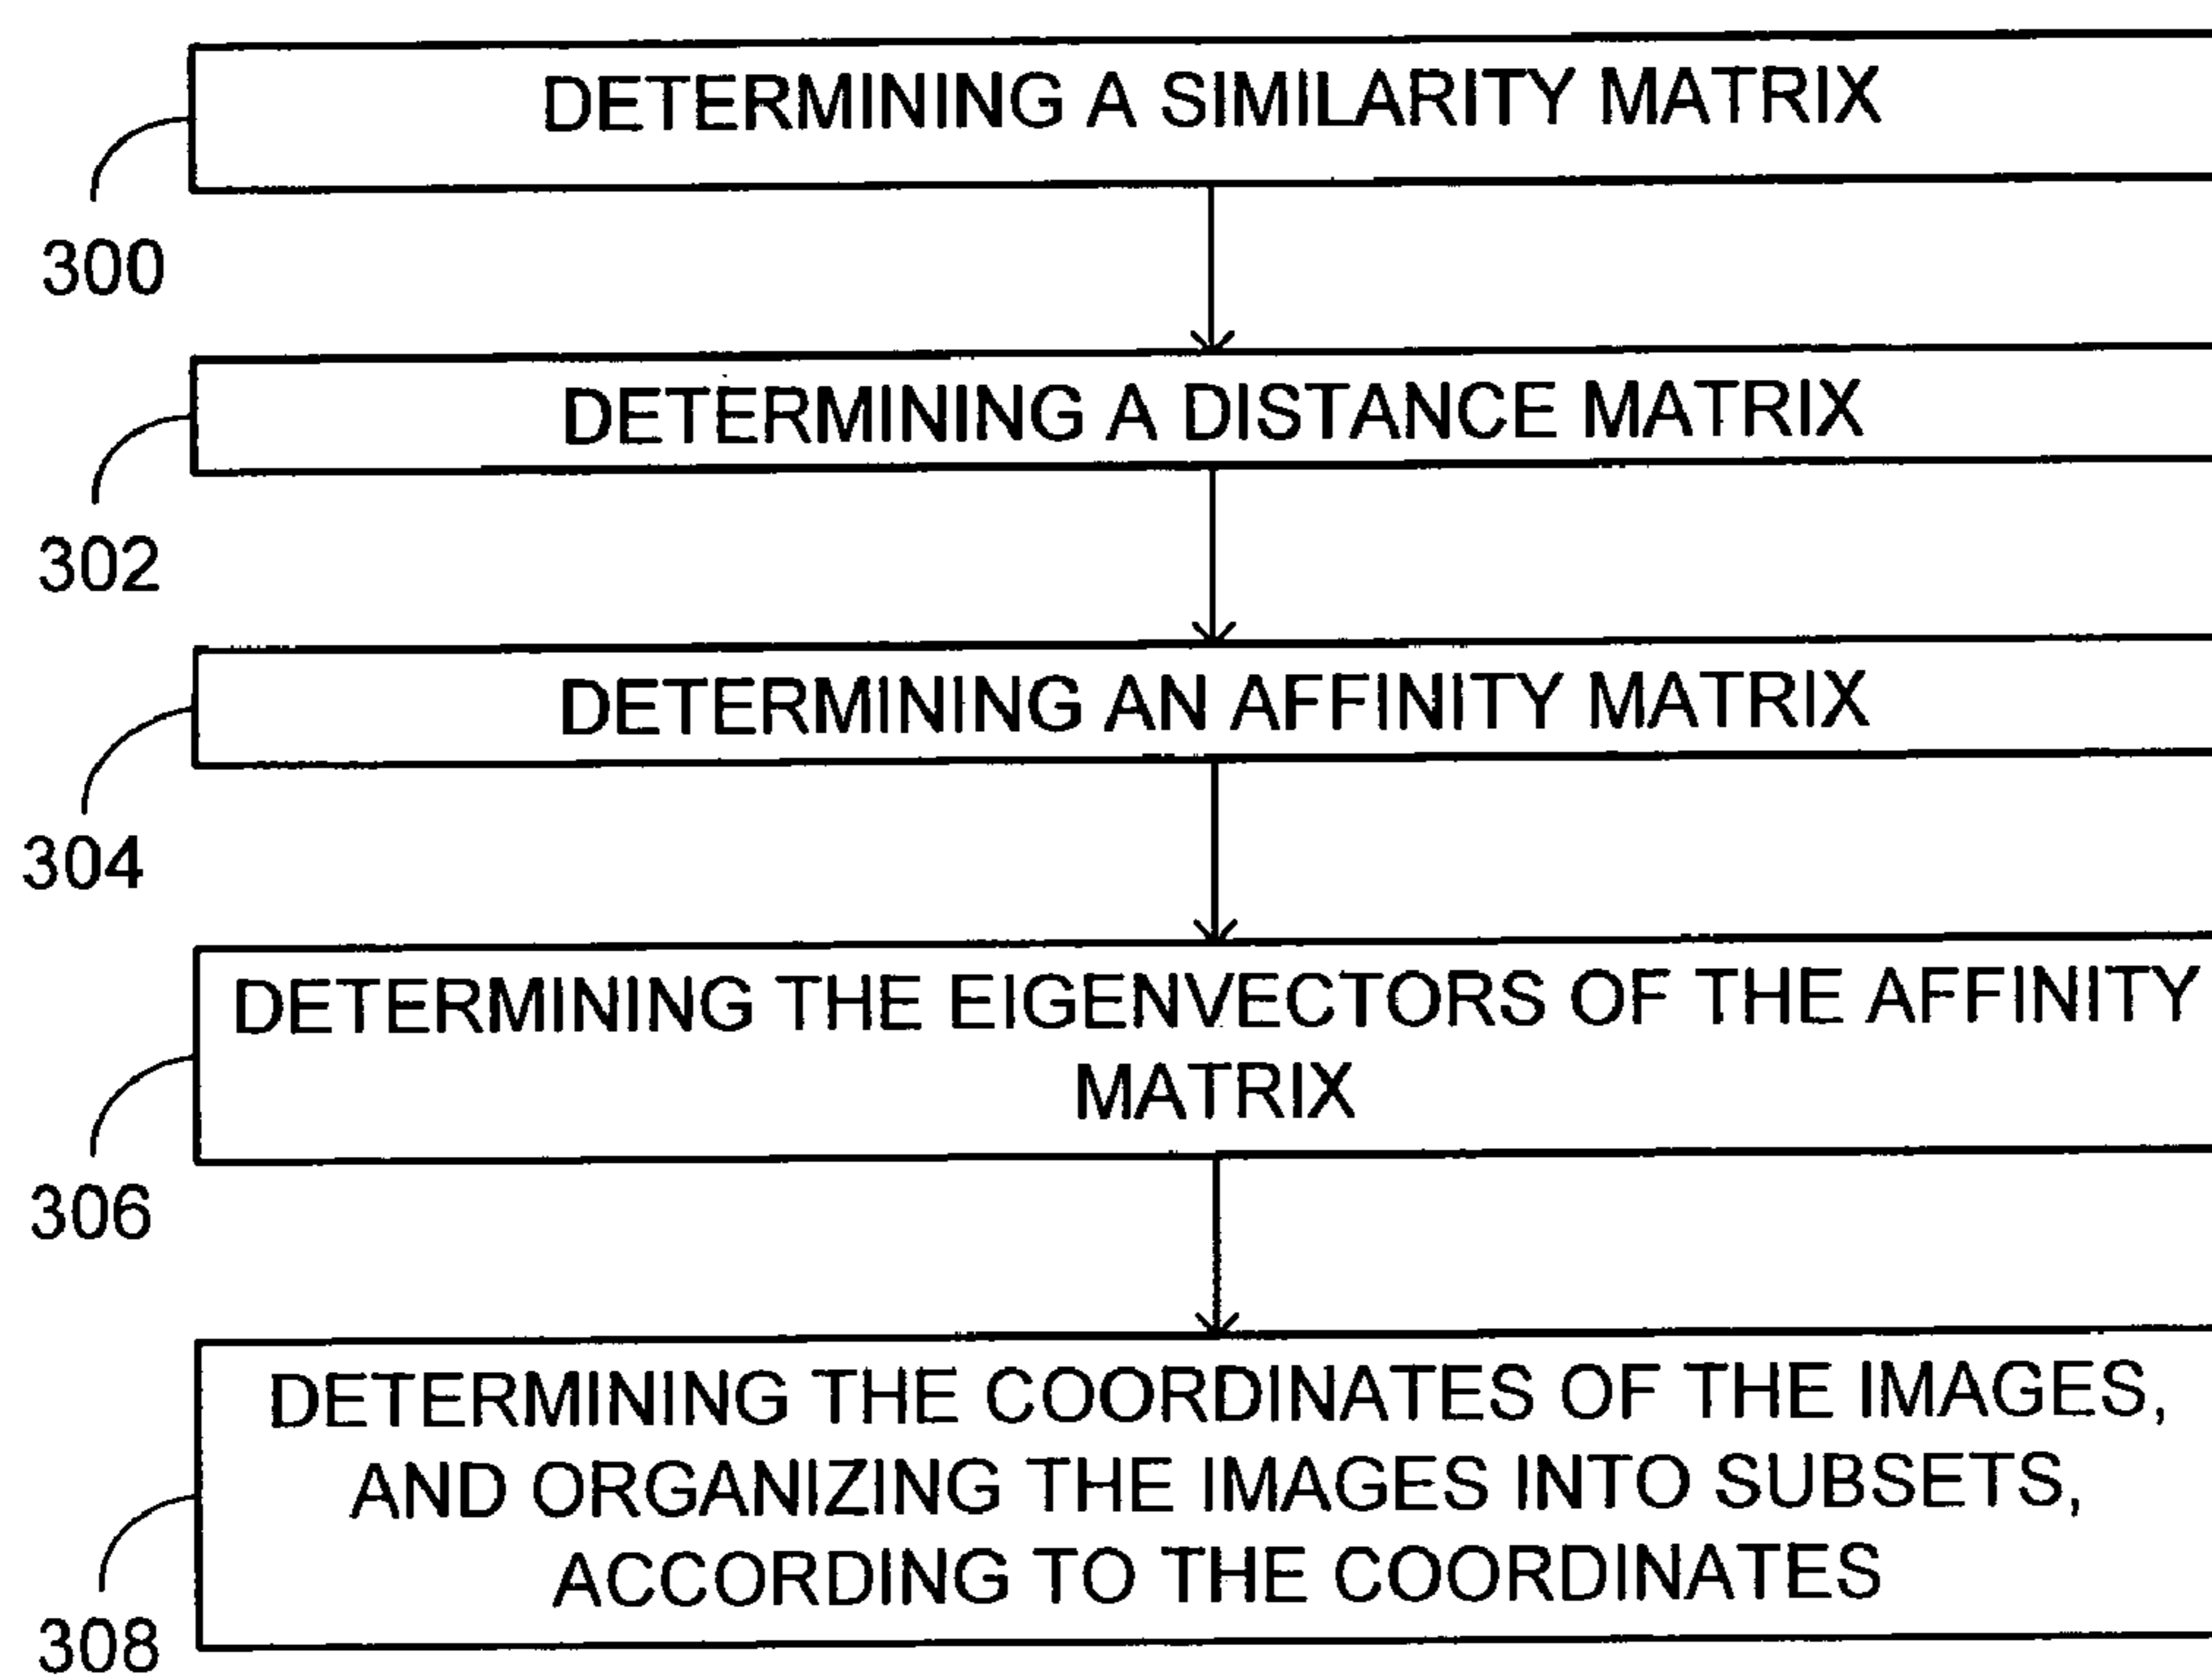 DETERMINING A SIMILARITY MATRIX
300
DETERMINING A DISTANCE MATRIX
302
DETERMINING AN AFFINITY MATRIX
304
DETERMINING THE EIGENVECTORS OF THE AFFINITY
MATRIX
306
DETERMINING THE COORDINATES OF THE IMAGES,
AND ORGANIZING THE IMAGES INTO SUBSETS,
ACCORDING TO THE COORDINATES
308